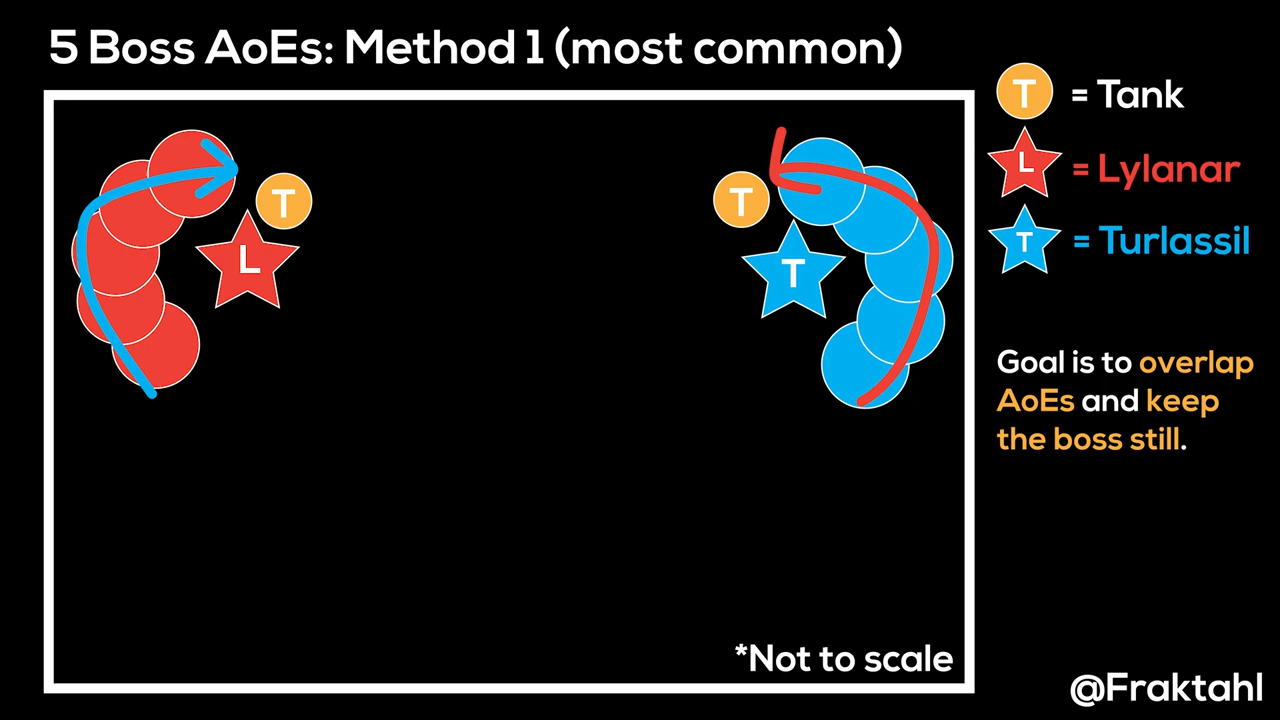 5 Boss AoEs: Method 1 (most common)
T = Tank
L = Lylanar
T = Turlassil
T
L
T
T
Goal is to overlap
AoEs and keep
the boss still.
*Not to scale
@Fraktahl